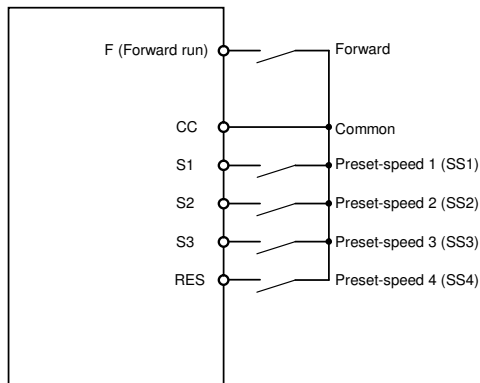 F (Forward run) Forward
CC Common
S1 Preset-speed 1 (SS1)
S2 Preset-speed 2 (SS2)
S3 Preset-speed 3 (SS3)
RES Preset-speed 4 (SS4)